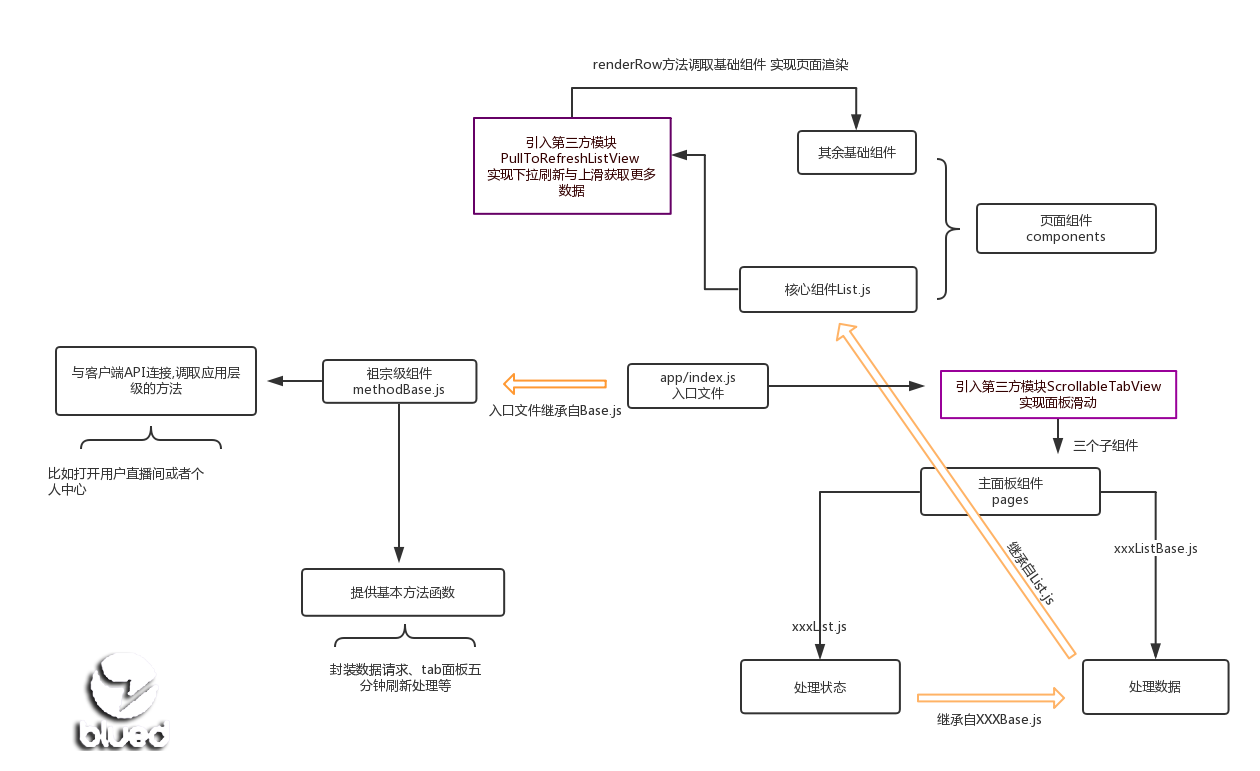 renderRow方法调取基础组件 实现页面渲染
引入第三方模块
PullToRefreshListView
实现下拉刷新与上滑获取更多
数据
其余基础组件
页面组件
components
核心组件List.js
与客户端API连接,调取应用层
级的方法
祖宗级组件
methodBase.js
app/index.js
入口文件
引入第三方模块ScrollableTabView
实现面板滑动
入口文件继承自Base.js
三个子组件
比如打开用户直播间或者个
人中心
主面板组件
pages
xxxListBase.js
继承自List.js
提供基本方法函数
xxxList.js
封装数据请求、tab面板五
分钟刷新处理等
处理状态
处理数据
继承自XXXBase.js
blued